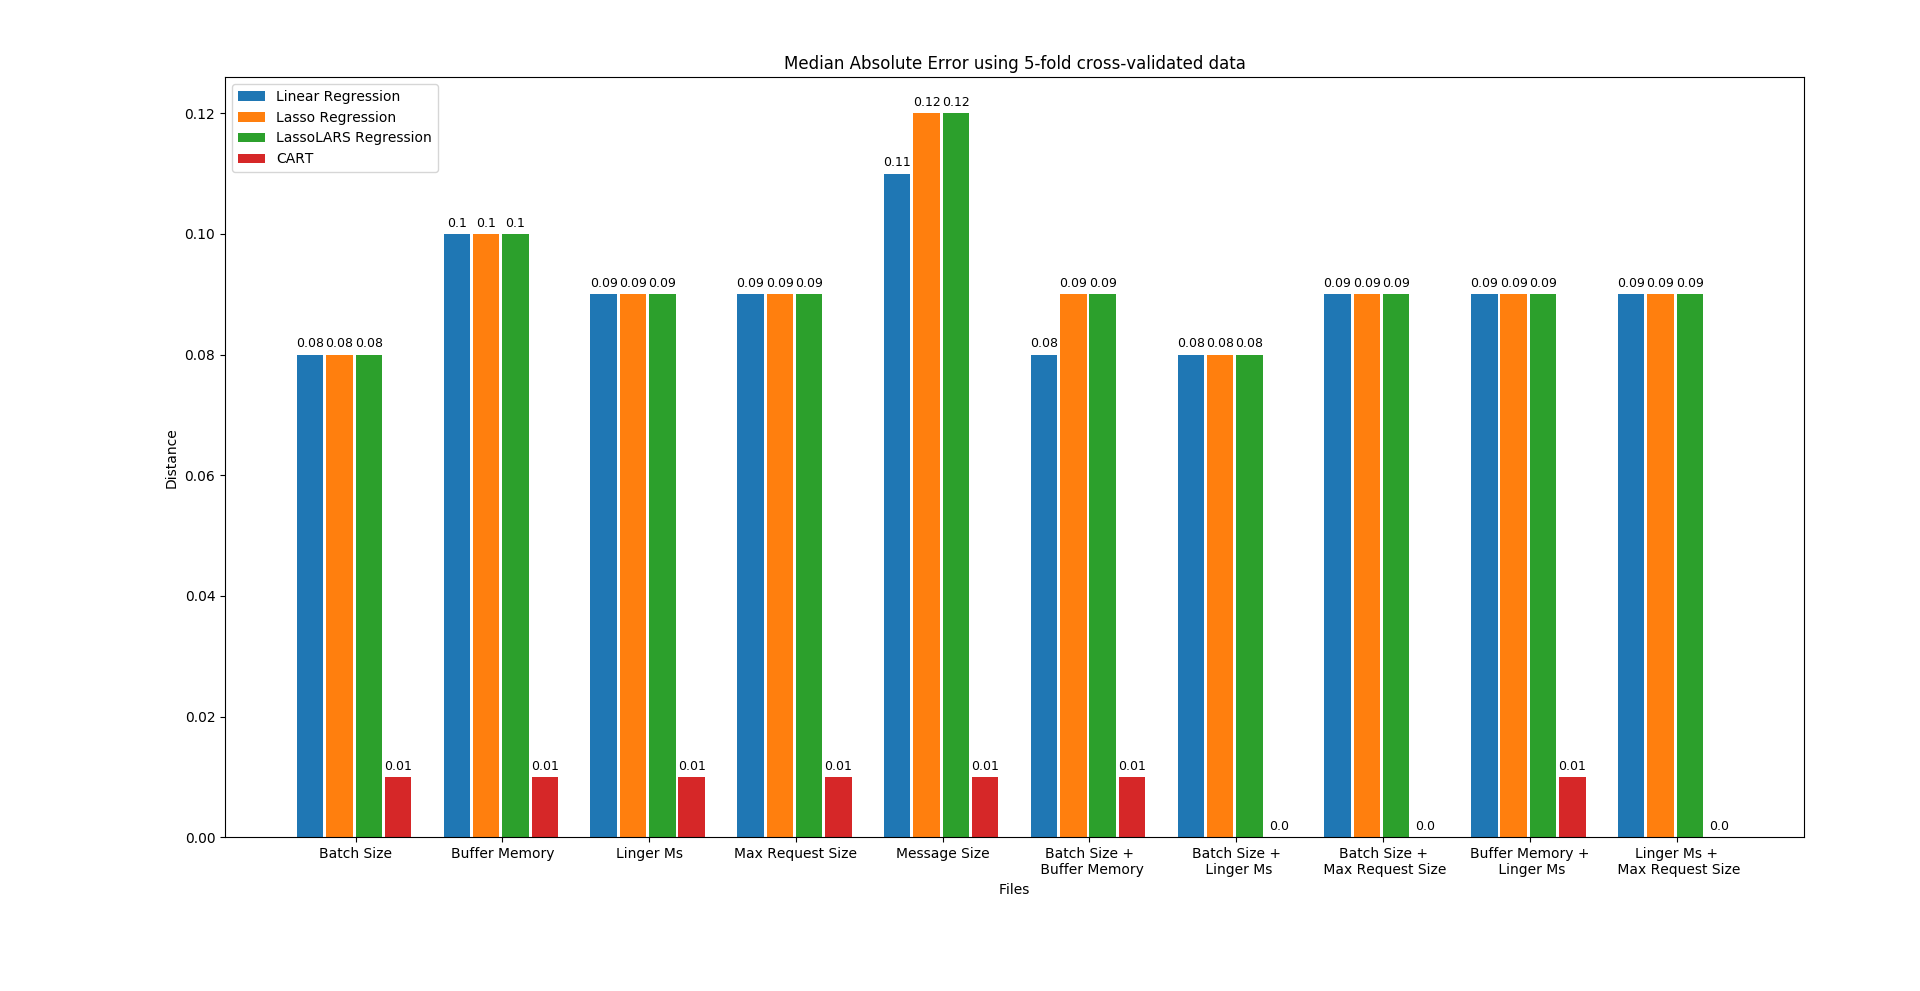 Median Absolute Error using 5-fold cross-validated data
Linear Regression
Lasso Regression
LassoLARS Regression
CART
Distance
0.12
0.10
0.08
0.06
0.04
0.02
0.00
0.08 0.08 0.08 0.01
0.1 0.1 0.1 0.01
0.09 0.09 0.09 0.01
0.09 0.09 0.09 0.01
0.11 0.12 0.12 0.01
0.08 0.09 0.09 0.01
0.08 0.08 0.08 0.0
0.09 0.09 0.09 0.0
0.09 0.09 0.09 0.01
0.09 0.09 0.09 0.0
Batch Size
Buffer Memory
Linger Ms
Max Request Size
Message Size
Batch Size +
Buffer Memory
Batch Size +
Linger Ms
Batch Size +
Max Request Size
Buffer Memory +
Linger Ms
Linger Ms +
Max Request Size
Files